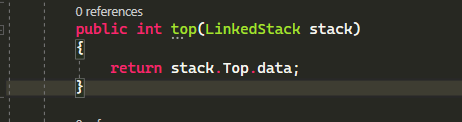 0 references
public int top(LinkedStack stack)
{
return stack.Top.data;
}